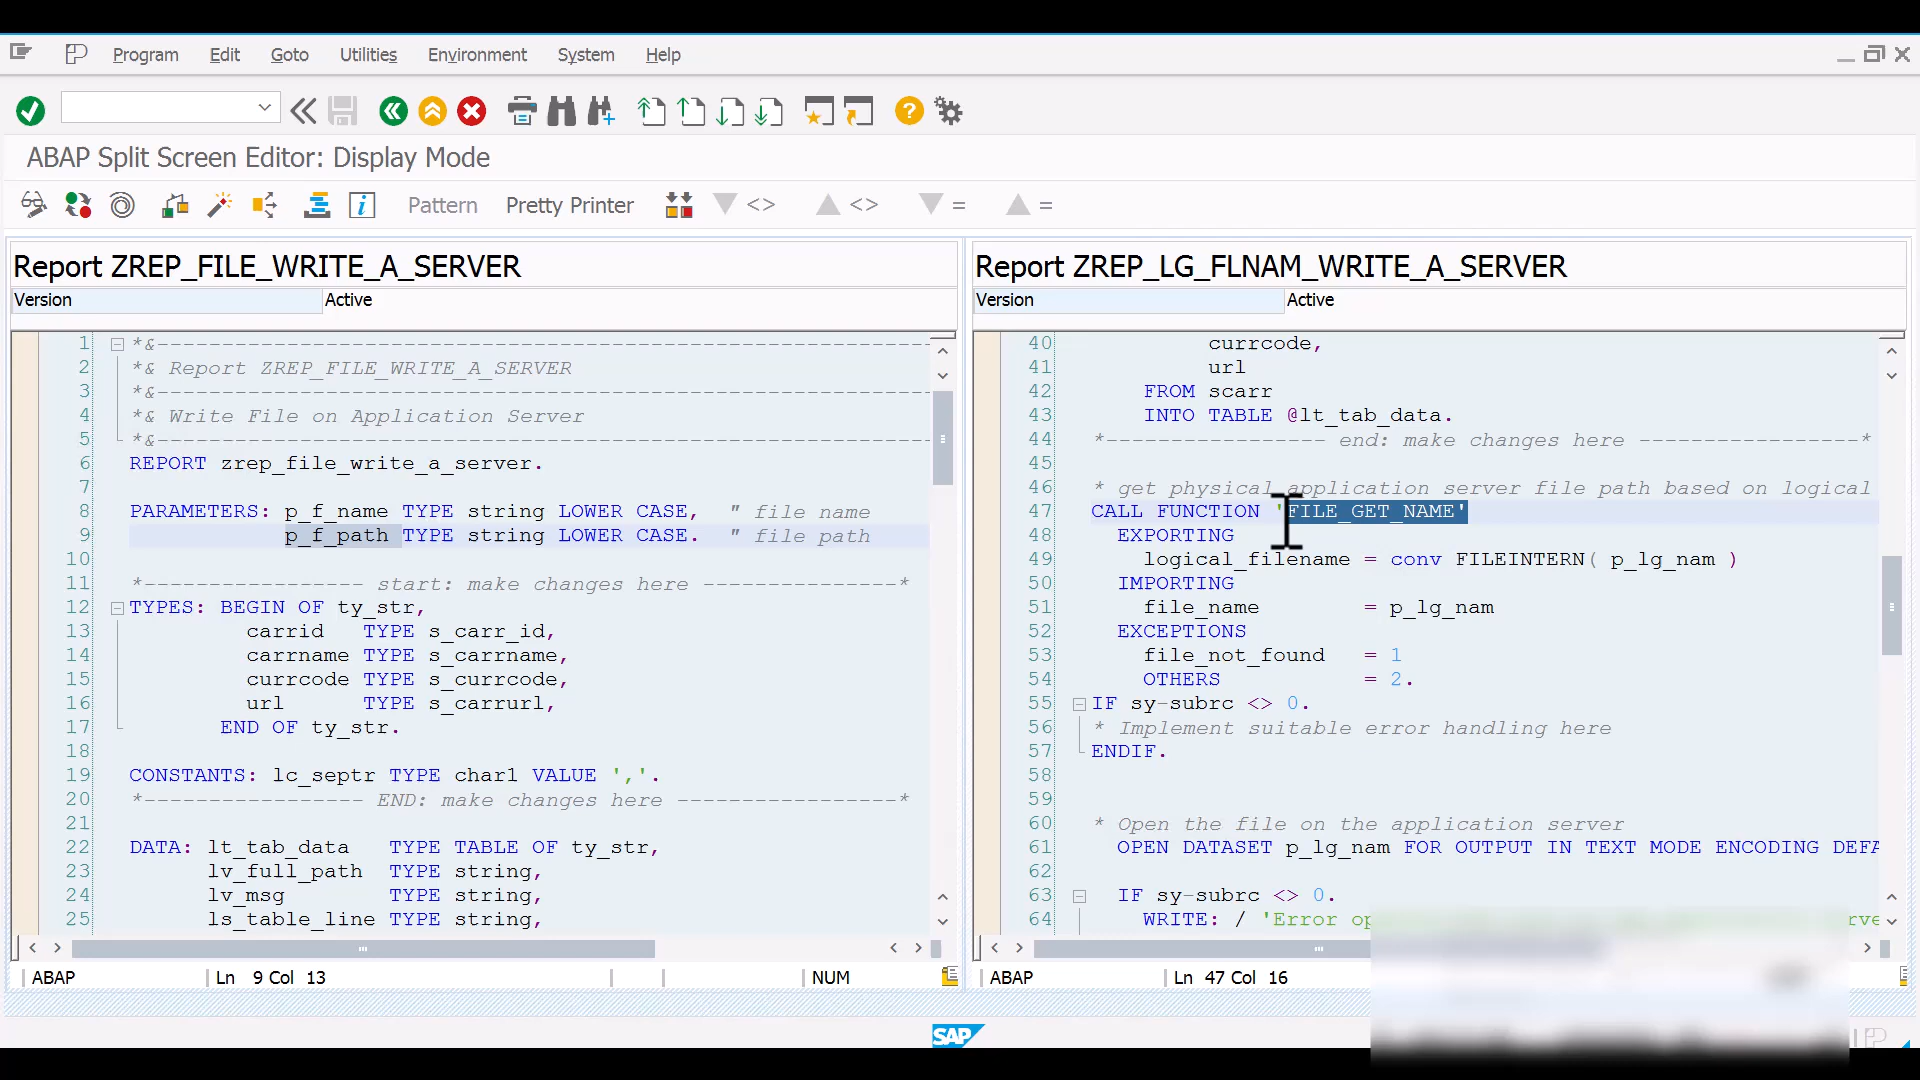 Program Edit Goto Utilities Environment System Help
ABAP Split Screen Editor: Display Mode
Pattern Pretty Printer <> <> = =
Report ZREP_FILE_WRITE_A_SERVER
Version Active
1 *&---------------------------------------------------------------
2 *& Report ZREP_FILE_WRITE_A_SERVER
3 *&---------------------------------------------------------------
4 *& Write File on Application Server
5 *&---------------------------------------------------------------
6 REPORT zrep_file_write_a_server.
7
8 PARAMETERS: p_f_name TYPE string LOWER CASE, " file name
9 p_f_path TYPE string LOWER CASE. " file path
10
11 *----------------- start: make changes here ---------------*
12 TYPES: BEGIN OF ty_str,
13 carrid TYPE s_carr_id,
14 carrname TYPE s_carrname,
15 currcode TYPE s_currcode,
16 url TYPE s_carrurl,
17 END OF ty_str.
18
19 CONSTANTS: lc_septr TYPE char1 VALUE ','.
20 *----------------- END: make changes here -----------------*
21
22 DATA: lt_tab_data TYPE TABLE OF ty_str,
23 lv_full_path TYPE string,
24 lv_msg TYPE string,
25 ls_table_line TYPE string,
ABAP Ln 9 Col 13 NUM
Report ZREP_LG_FLNAM_WRITE_A_SERVER
Version Active
40 currcode,
41 url
42 FROM scarr
43 INTO TABLE @lt_tab_data.
44 *----------------- end: make changes here -----------------*
45
46 * get physical application server file path based on logical
47 CALL FUNCTION 'FILE_GET_NAME'
48 EXPORTING
49 logical_filename = conv FILEINTERN( p_lg_nam )
50 IMPORTING
51 file_name = p_lg_nam
52 EXCEPTIONS
53 file_not_found = 1
54 OTHERS = 2.
55 IF sy-subrc <> 0.
56 * Implement suitable error handling here
57 ENDIF.
58
59
60 * Open the file on the application server
61 OPEN DATASET p_lg_nam FOR OUTPUT IN TEXT MODE ENCODING DEFA
62
63 IF sy-subrc <> 0.
64 WRITE: / 'Error
ABAP Ln 47 Col 16
SAP